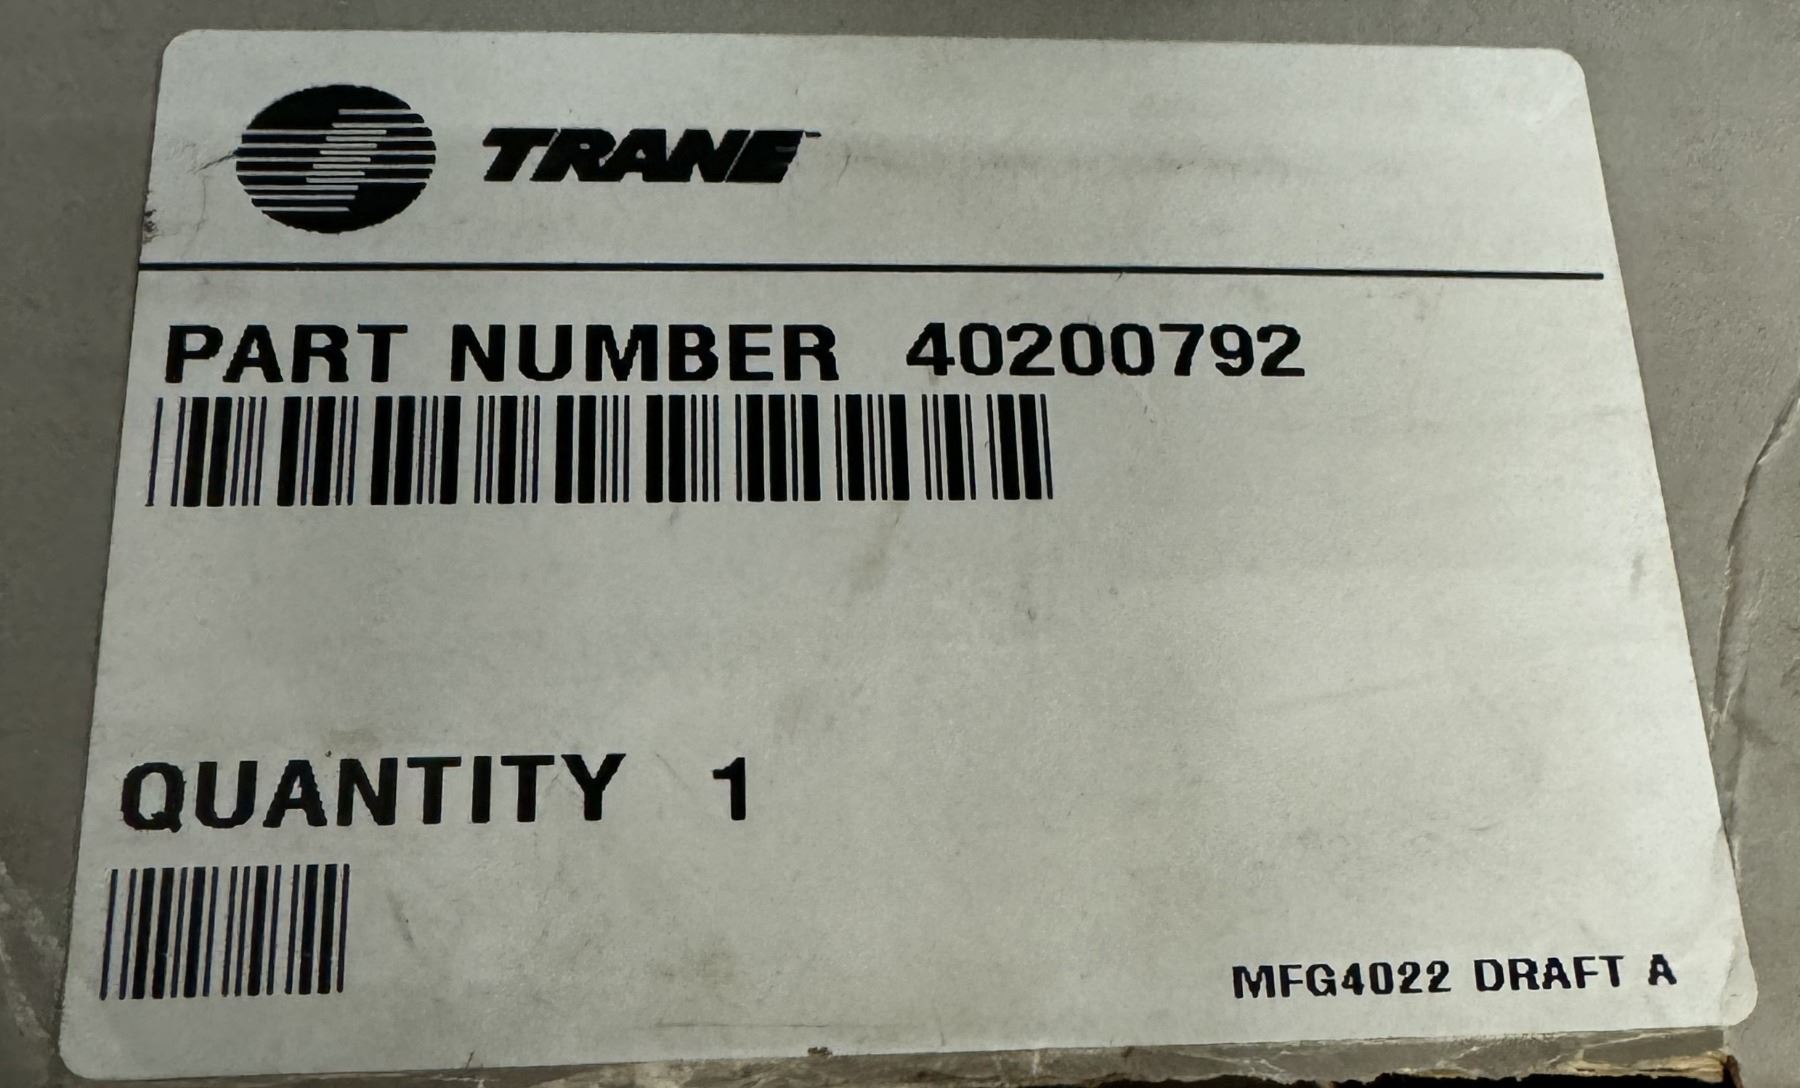 TRANE
PART NUMBER 40200792
QUANTITY 1
MFG4022 DRAFT A